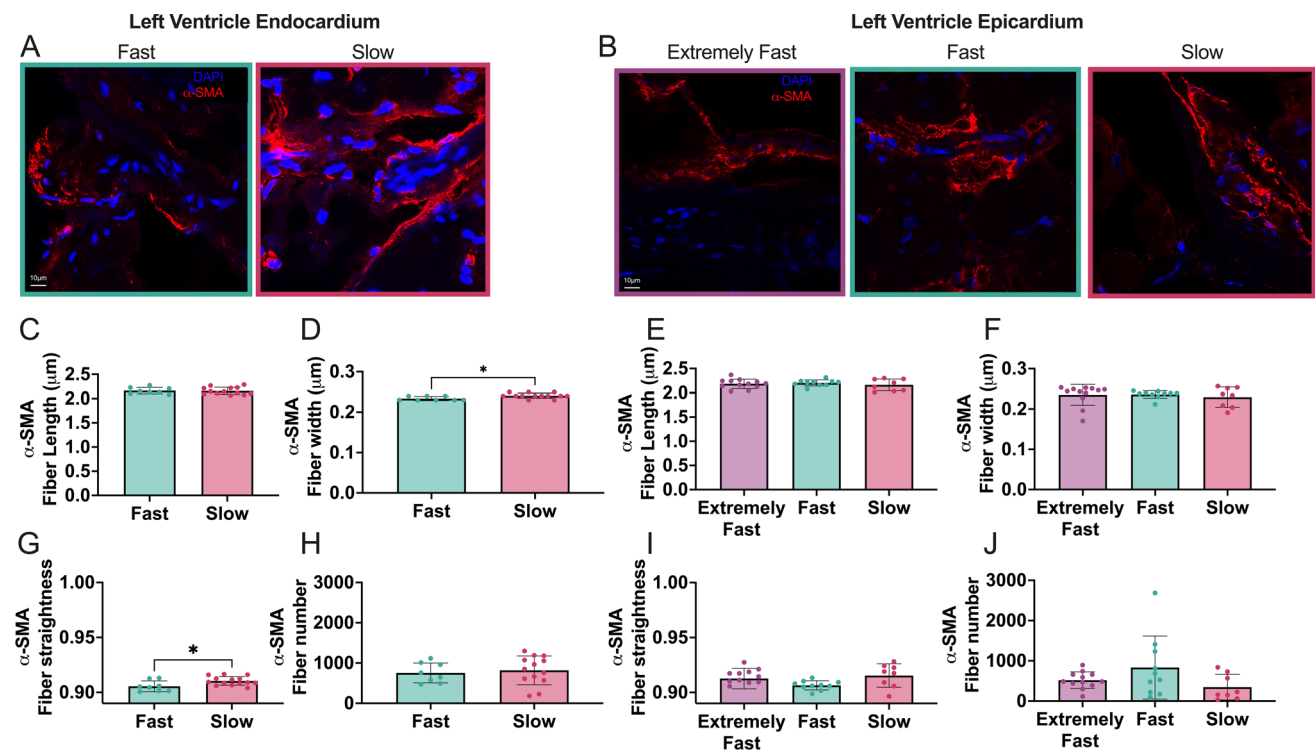 Left Ventricle Endocardium
Left Ventricle Epicardium
A
Fast
Slow
B
Extremely Fast
Fast
Slow
DAPI
α-SMA
10μm
10μm
DAPI
α-SMA
10μm
C
α-SMA
Fiber Length (μm)
2.5
2.0
1.5
1.0
0.5
0.0
Fast
Slow
D
α-SMA
Fiber width (μm)
0.3
0.2
0.1
0.0
*
Fast
Slow
E
α-SMA
Fiber Length (μm)
2.5
2.0
1.5
1.0
0.5
0.0
Extremely
Fast
Fast
Slow
F
α-SMA
Fiber width (μm)
0.3
0.2
0.1
0.0
Extremely
Fast
Fast
Slow
G
α-SMA
Fiber straightness
1.00
0.95
0.90
*
Fast
Slow
H
α-SMA
Fiber number
3000
2000
1000
0
Fast
Slow
I
α-SMA
Fiber straightness
1.00
0.95
0.90
Extremely
Fast
Fast
Slow
J
α-SMA
Fiber number
3000
2000
1000
0
Extremely
Fast
Fast
Slow